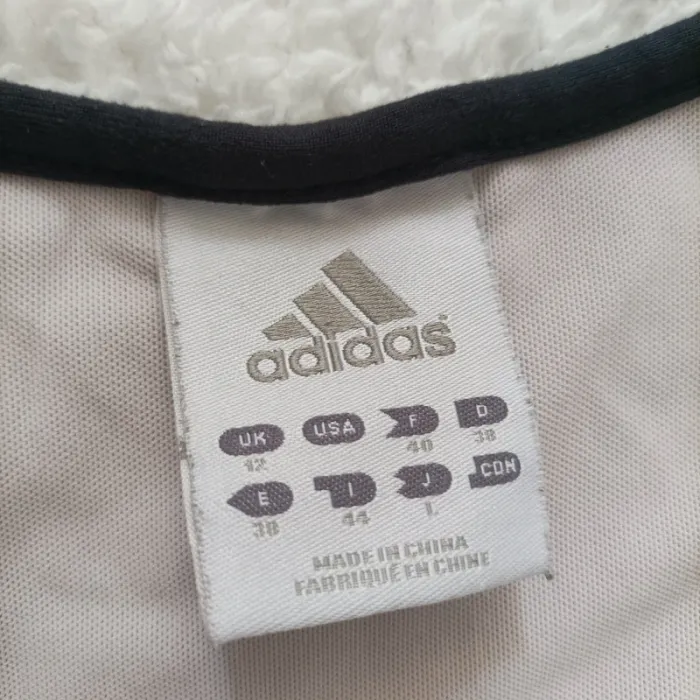 adidas
UK USA F D
12 40 38
E I J CDN
38 44 L
MADE IN CHINA
FABRIQUÉ EN CHINE